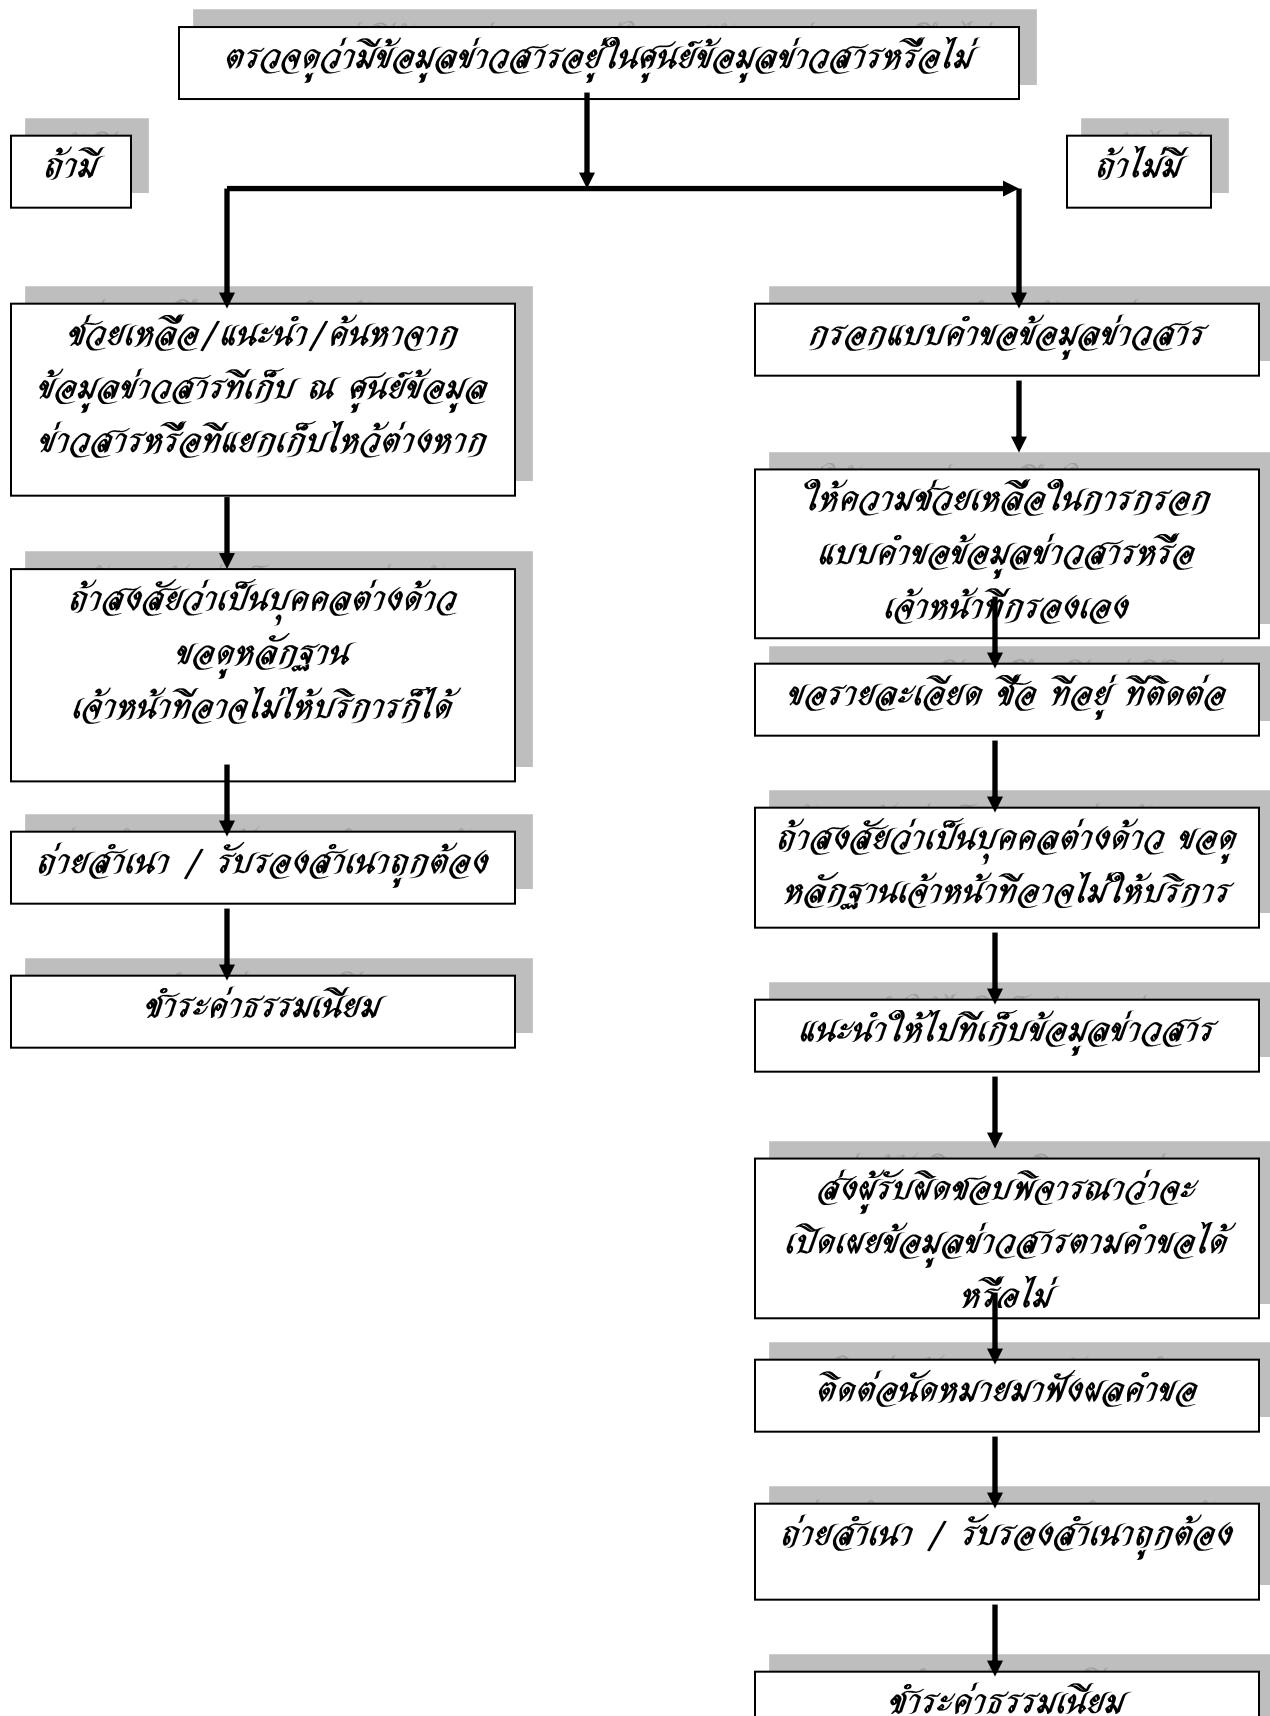 ตรวจดูว่ามีข้อมูลข่าวสารอยู่ในศูนย์ข้อมูลข่าวสารหรือไม่
ถ้ามี
ถ้าไม่มี
ช่วยเหลือ/แนะนำ/ค้นหาจาก
ข้อมูลข่าวสารที่เก็บ ณ ศูนย์ข้อมูล
ข่าวสารหรือที่แยกเก็บไหว้ต่างหาก
ถ้าสงสัยว่าเป็นบุคคลต่างด้าว
ขอดูหลักฐาน
เจ้าหน้าที่อาจไม่ให้บริการก็ได้
ถ่ายสำเนา / รับรองสำเนาถูกต้อง
ชำระค่าธรรมเนียม
กรอกแบบคำขอข้อมูลข่าวสาร
ให้ความช่วยเหลือในการกรอก
แบบคำขอข้อมูลข่าวสารหรือ
เจ้าหน้าที่กรองเอง
ขอรายละเอียด ชื่อ ที่อยู่ ที่ติดต่อ
ถ้าสงสัยว่าเป็นบุคคลต่างด้าว ขอดู
หลักฐานเจ้าหน้าที่อาจไม่ให้บริการ
แนะนำให้ไปที่เก็บข้อมูลข่าวสาร
ส่งผู้รับผิดชอบพิจารณาว่าจะ
เปิดเผยข้อมูลข่าวสารตามคำขอได้
หรือไม่
ติดต่อนัดหมายมาฟังผลคำขอ
ถ่ายสำเนา / รับรองสำเนาถูกต้อง
ชำระค่าธรรมเนียม